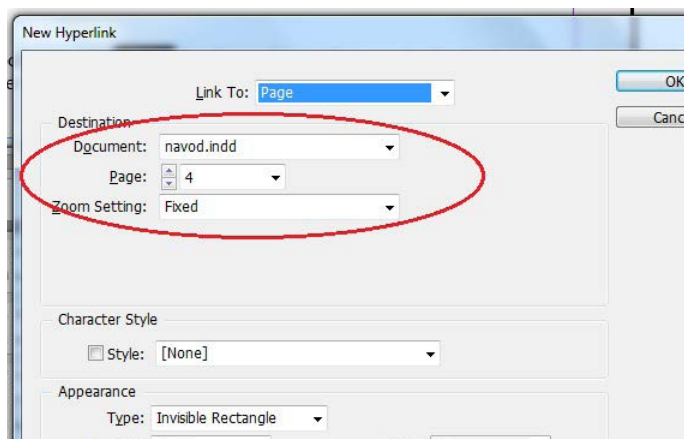 New Hyperlink
Link To: Page
OK
Destination
Document: navod.indd
Page: 4
Zoom Setting: Fixed
Character Style
Style: [None]
Appearance
Type: Invisible Rectangle